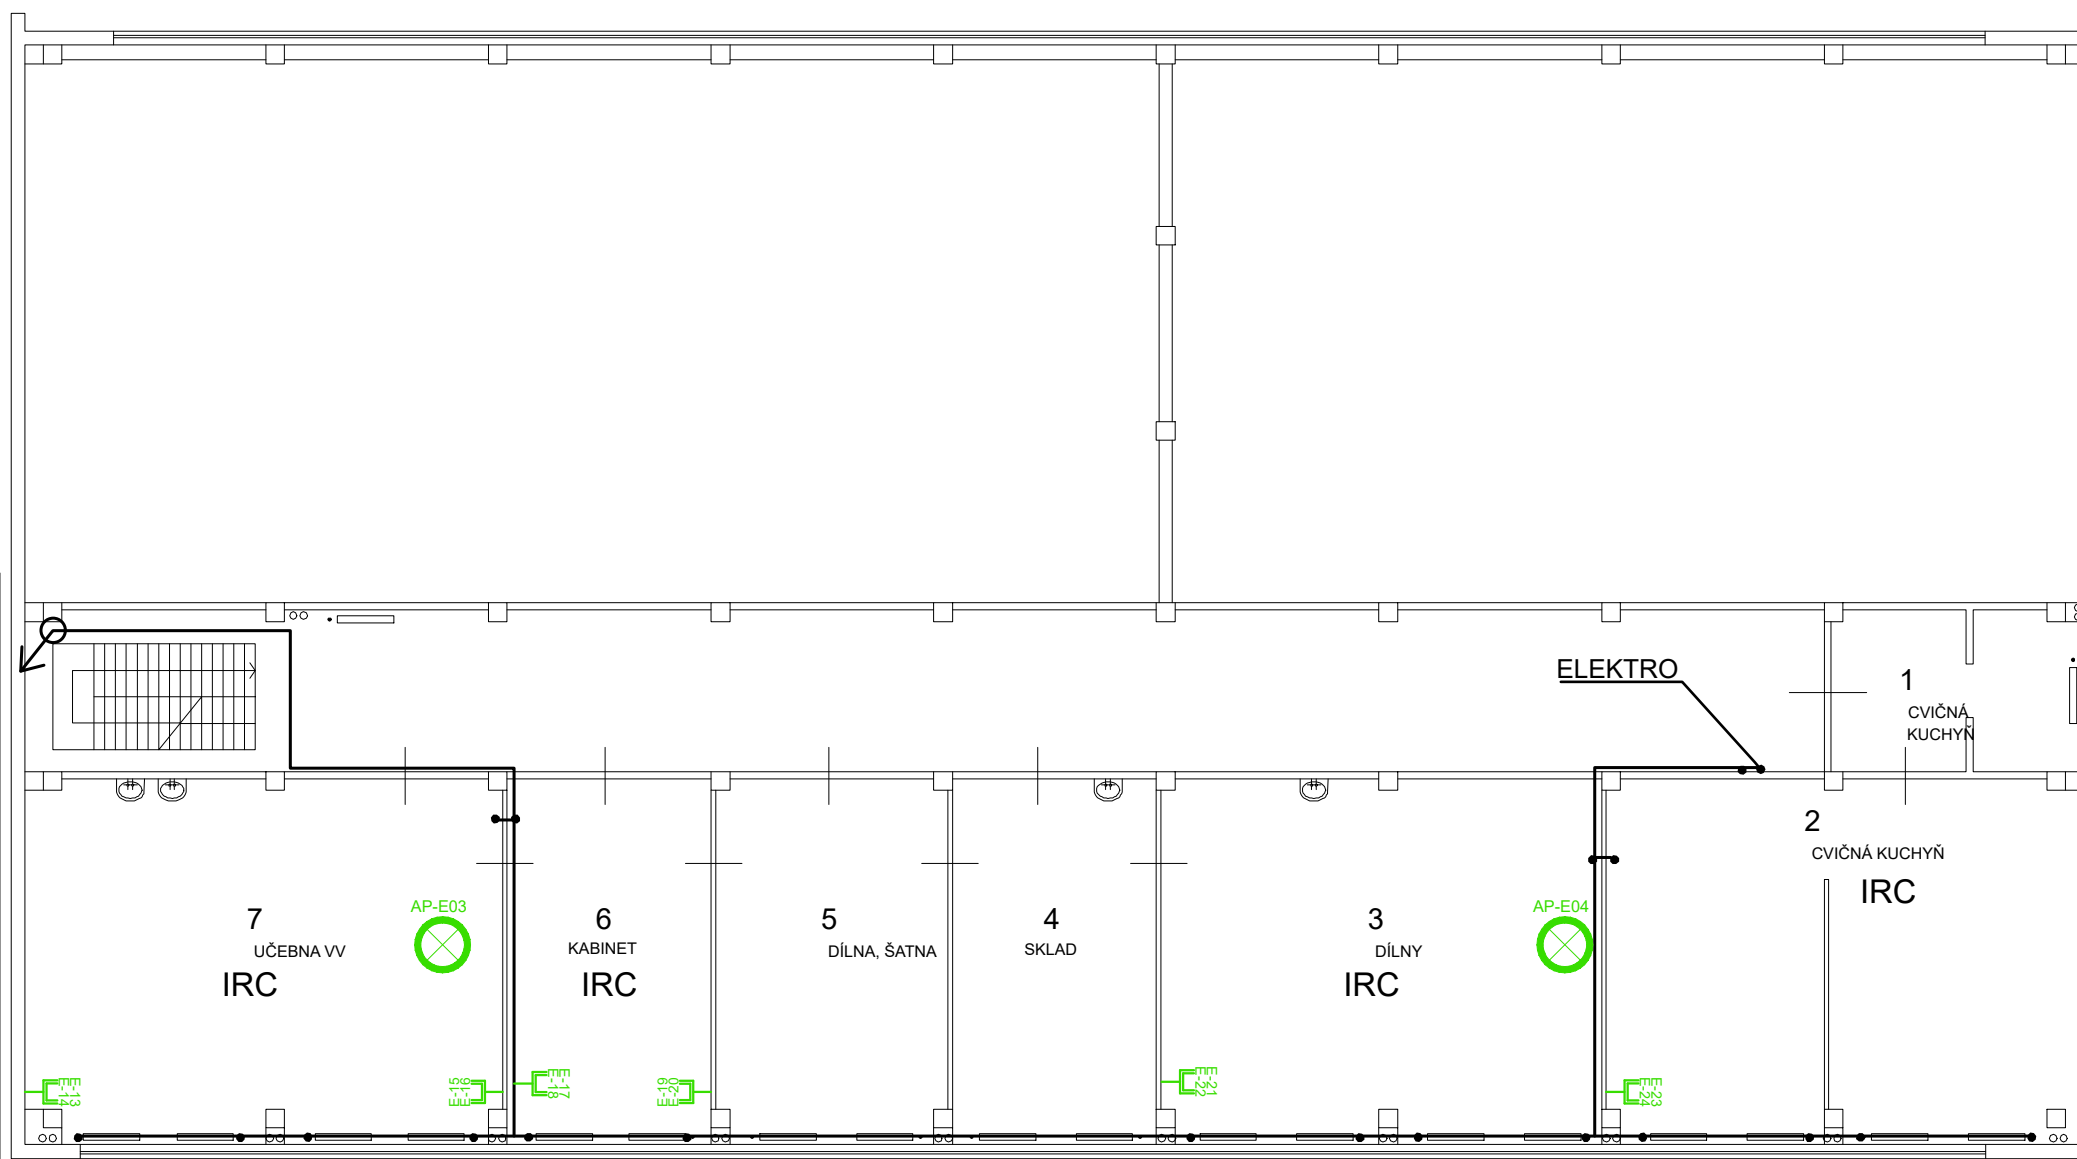 ELEKTRO
1
CVIČNÁ
KUCHYŇ
2
CVIČNÁ KUCHYŇ
IRC
AP-E03
7
UČEBNA VV
IRC
6
KABINET
IRC
5
DÍLNA, ŠATNA
4
SKLAD
3
DÍLNY
IRC
AP-E04
E-13
E-14
E-15
E-16
E-17
E-18
E-19
E-20
E-21
E-22
E-23
E-24